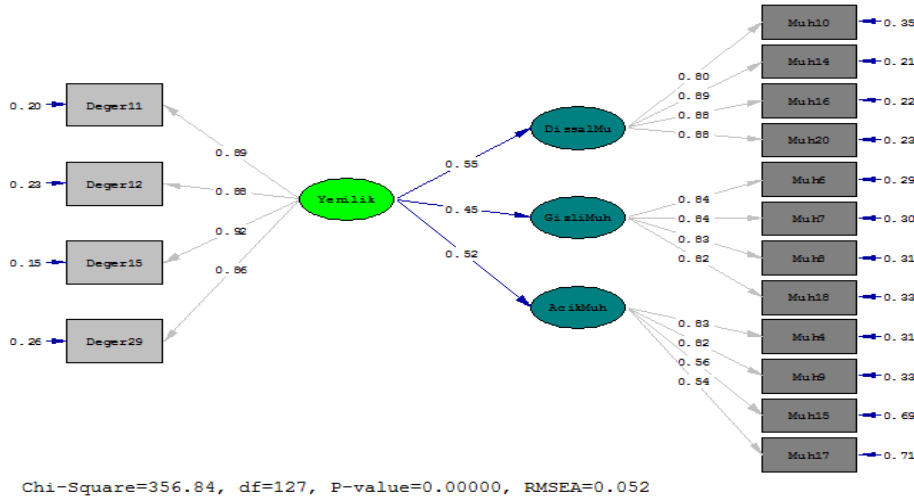 Muh10
0.35
Muh14
0.21
Muh16
0.22
Muh20
0.23
Muh6
0.29
Muh7
0.30
Muh8
0.31
Muh18
0.33
Muh4
0.31
Muh9
0.33
Muh15
0.69
Muh17
0.71
0.20
Deger11
0.23
Deger12
0.15
Deger15
0.26
Deger29
0.89
0.88
0.92
0.86
Yenilik
0.55
0.45
0.52
DissalMu
GizliMuh
AcikMuh
0.80
0.89
0.88
0.88
0.84
0.84
0.83
0.82
0.83
0.82
0.56
0.54
Chi-Square=356.84, df=127, P-value=0.00000, RMSEA=0.052